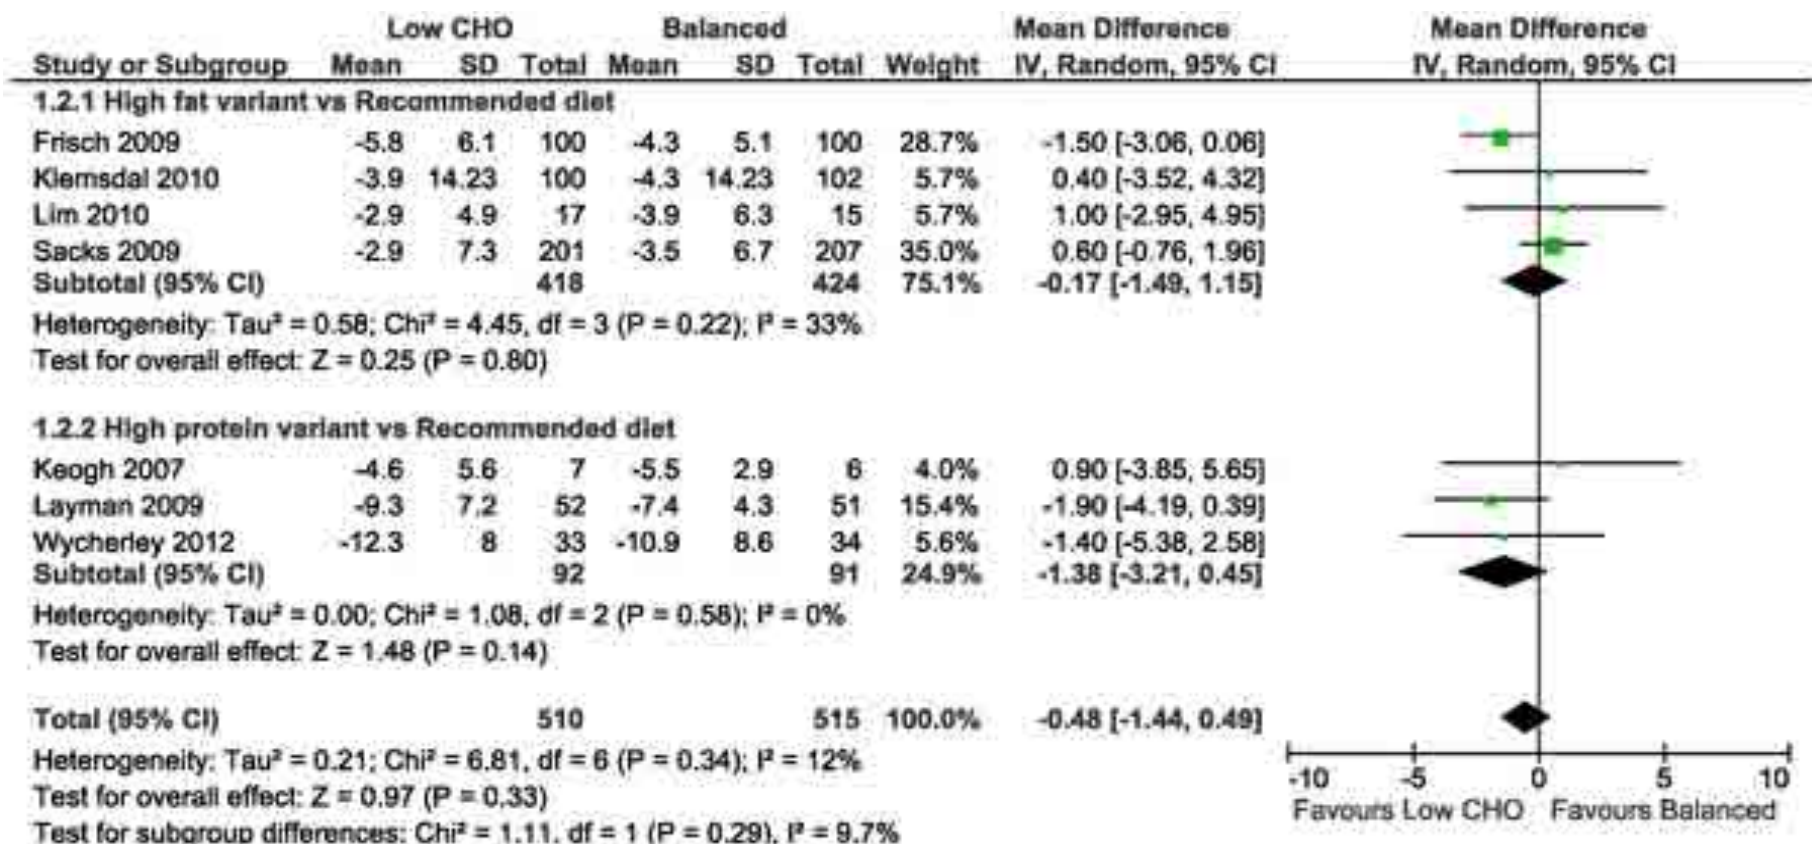 Low CHO Balanced Mean Difference Mean Difference
Study or Subgroup Mean SD Total Mean SD Total Weight IV, Random, 95% CI IV, Random, 95% CI
1.2.1 High fat variant vs Recommended diet
Frisch 2009 -5.8 6.1 100 -4.3 5.1 100 28.7% -1.50 [-3.06, 0.06]
Klemsdal 2010 -3.9 14.23 100 -4.3 14.23 102 5.7% 0.40 [-3.52, 4.32]
Lim 2010 -2.9 4.9 17 -3.9 6.3 15 5.7% 1.00 [-2.95, 4.95]
Sacks 2009 -2.9 7.3 201 -3.5 6.7 207 35.0% 0.60 [-0.76, 1.96]
Subtotal (95% CI) 418 424 75.1% -0.17 [-1.49, 1.15]
Heterogeneity: Tau² = 0.58; Chi² = 4.45, df = 3 (P = 0.22); I² = 33%
Test for overall effect: Z = 0.25 (P = 0.80)
1.2.2 High protein variant vs Recommended diet
Keogh 2007 -4.6 5.6 7 -5.5 2.9 6 4.0% 0.90 [-3.85, 5.65]
Layman 2009 -9.3 7.2 52 -7.4 4.3 51 15.4% -1.90 [-4.19, 0.39]
Wycherley 2012 -12.3 8 33 -10.9 8.6 34 5.6% -1.40 [-5.38, 2.58]
Subtotal (95% CI) 92 91 24.9% -1.38 [-3.21, 0.45]
Heterogeneity: Tau² = 0.00; Chi² = 1.08, df = 2 (P = 0.58); I² = 0%
Test for overall effect: Z = 1.48 (P = 0.14)
Total (95% CI) 510 515 100.0% -0.48 [-1.44, 0.49]
Heterogeneity: Tau² = 0.21; Chi² = 6.81, df = 6 (P = 0.34); I² = 12%
-10 -5 0 5 10
Test for overall effect: Z = 0.97 (P = 0.33)
Favours Low CHO Favours Balanced
Test for subgroup differences: Chi² = 1.11, df = 1 (P = 0.29), I² = 9.7%